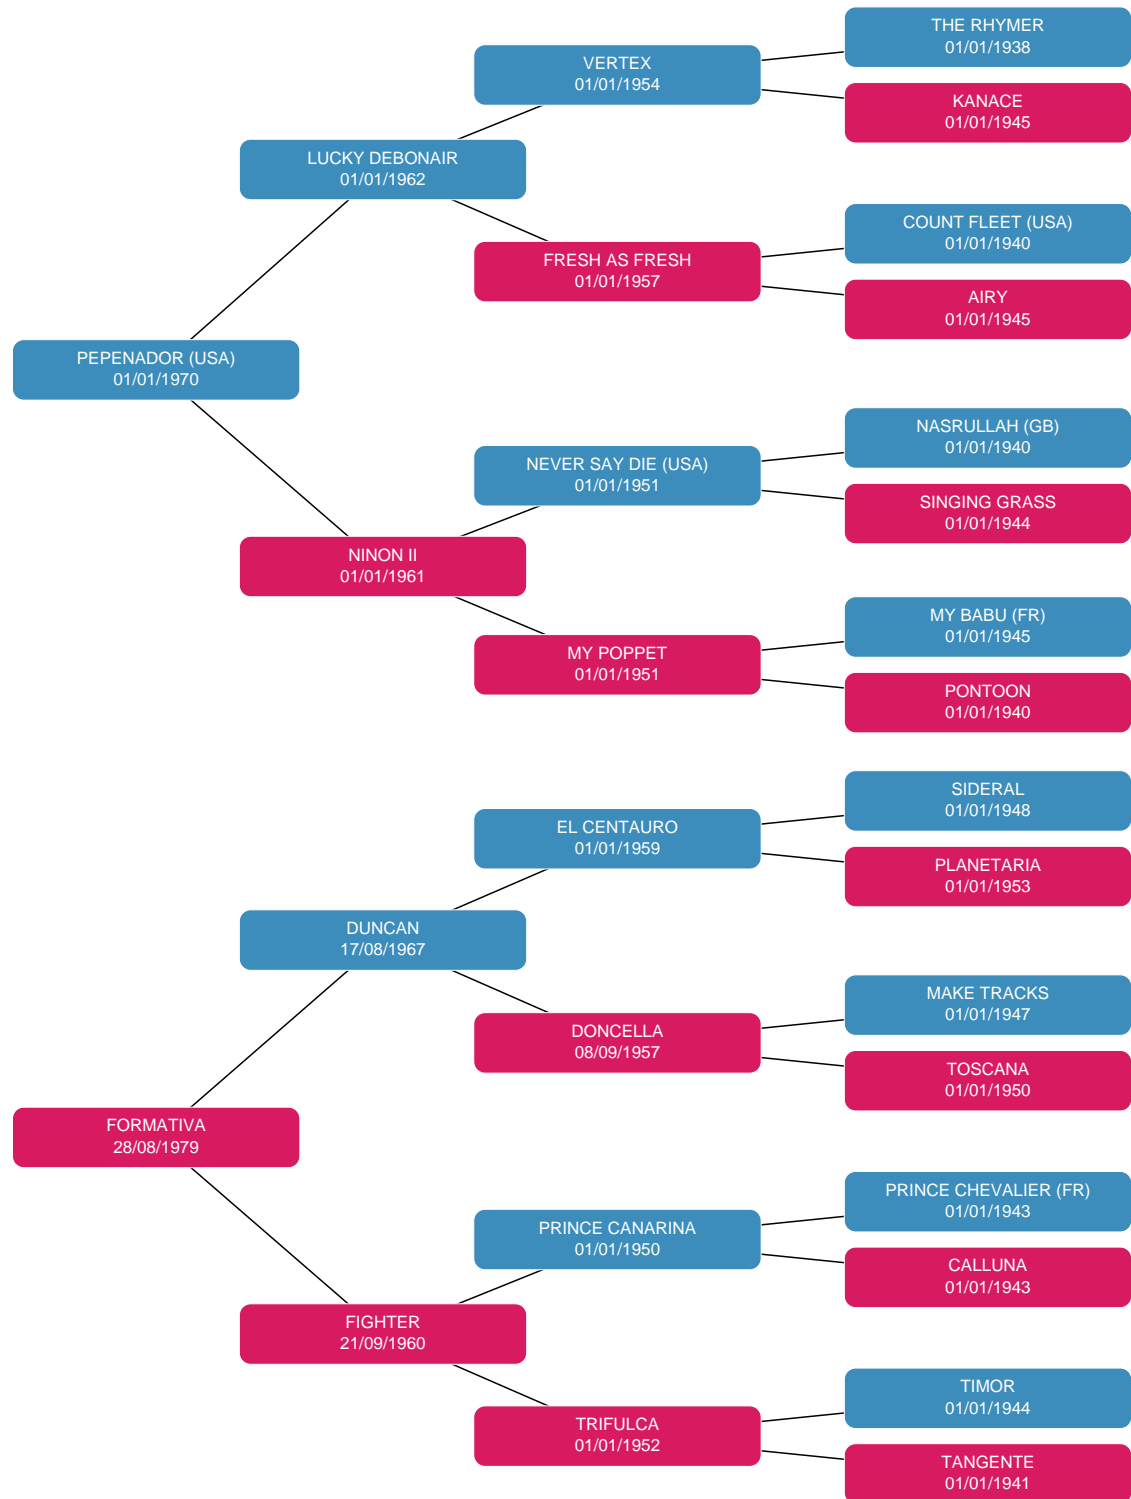 THE RHYMER
01/01/1938
VERTEX
01/01/1954
KANACE
01/01/1945
LUCKY DEBONAIR
01/01/1962
COUNT FLEET (USA)
01/01/1940
FRESH AS FRESH
01/01/1957
AIRY
01/01/1945
PEPENADOR (USA)
01/01/1970
NASRULLAH (GB)
01/01/1940
NEVER SAY DIE (USA)
01/01/1951
SINGING GRASS
01/01/1944
NINON II
01/01/1961
MY BABU (FR)
01/01/1945
MY POPPET
01/01/1951
PONTOON
01/01/1940
SIDERAL
01/01/1948
EL CENTAURO
01/01/1959
PLANETARIA
01/01/1953
DUNCAN
17/08/1967
MAKE TRACKS
01/01/1947
DONCELLA
08/09/1957
TOSCANA
01/01/1950
FORMATIVA
28/08/1979
PRINCE CHEVALIER (FR)
01/01/1943
PRINCE CANARINA
01/01/1950
CALLUNA
01/01/1943
FIGHTER
21/09/1960
TIMOR
01/01/1944
TRIFULCA
01/01/1952
TANGENTE
01/01/1941